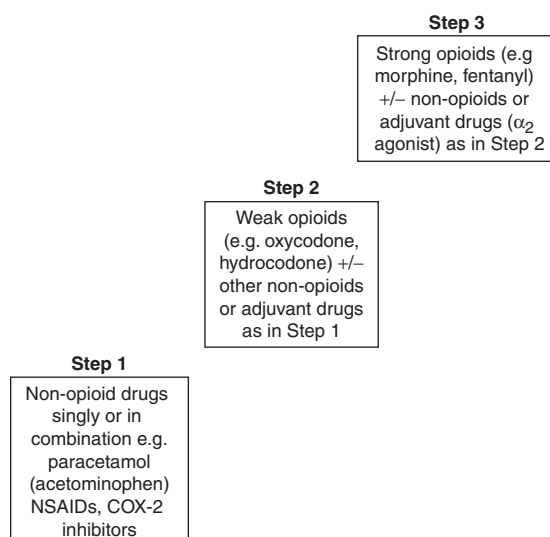 Step 3
Strong opioids (e.g
morphine, fentanyl)
+/– non-opioids or
adjuvant drugs (α2
agonist) as in Step 2
Step 2
Weak opioids
(e.g. oxycodone,
hydrocodone) +/–
other non-opioids
or adjuvant drugs
as in Step 1
Step 1
Non-opioid drugs
singly or in
combination e.g.
paracetamol
(acetominophen)
NSAIDs, COX-2
inhibitors